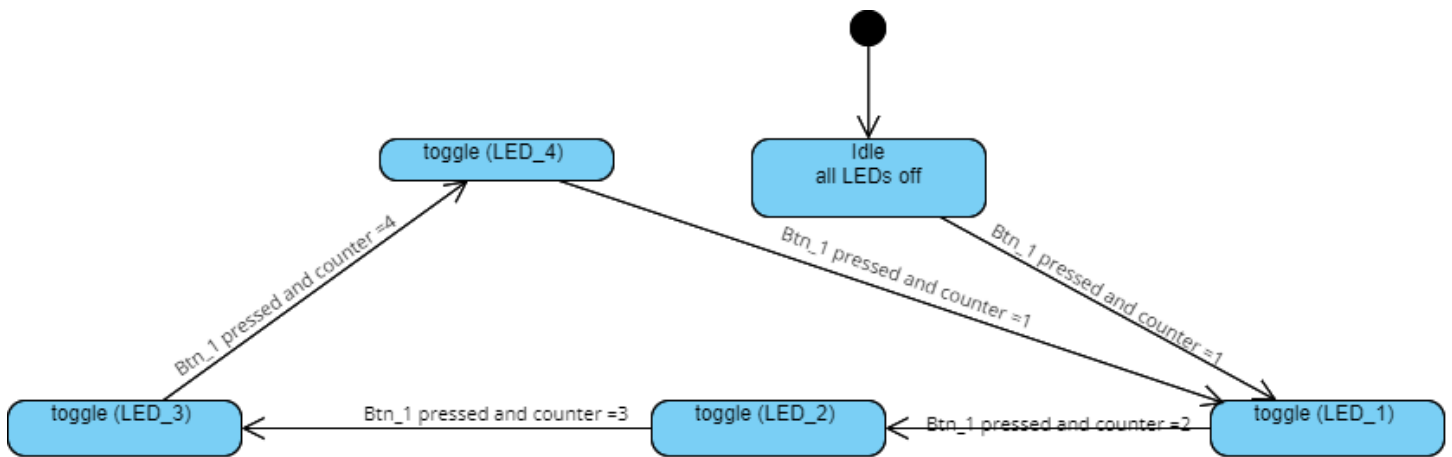 Idle
all LEDs off
toggle (LED_4)
Btn_1 pressed and counter =1
Btn_1 pressed and counter =1
Btn_1 pressed and counter =4
toggle (LED_3)
Btn_1 pressed and counter =3
toggle (LED_2)
Btn_1 pressed and counter =2
toggle (LED_1)